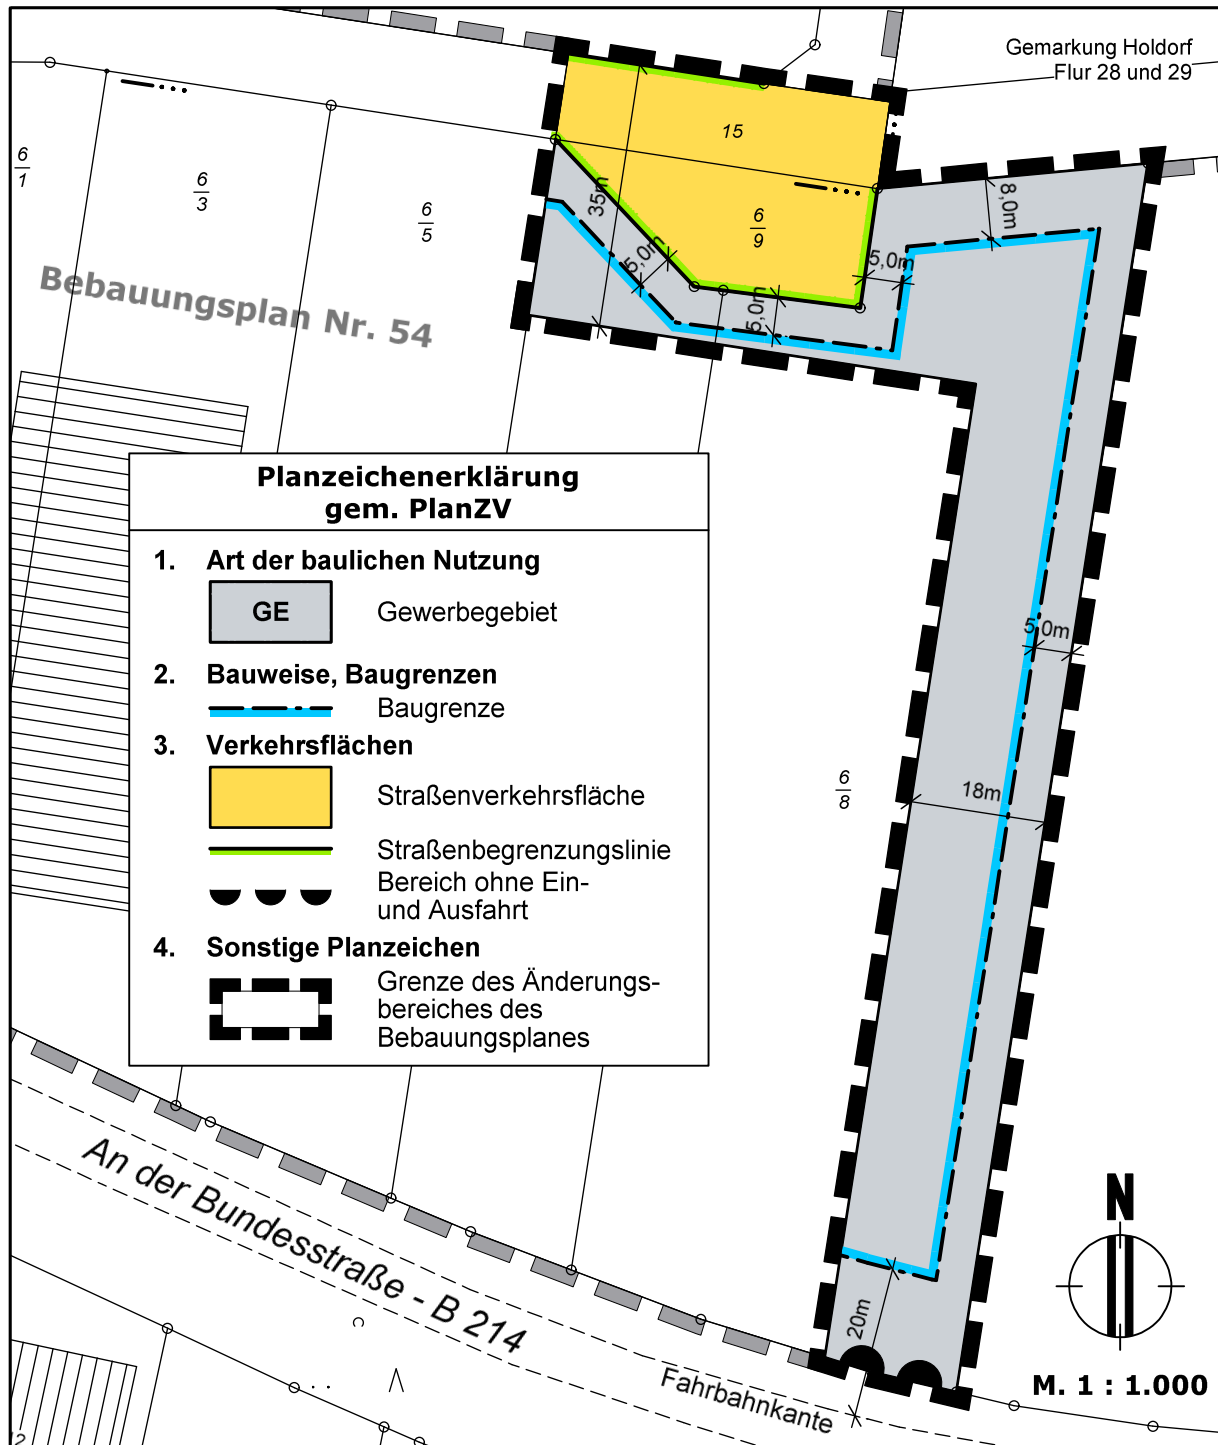 Gemarkung Holdorf
Flur 28 und 29
15
6
1
6
3
6
5
6
9
35m
5,0m
5,0m
5,0m
8,0m
Bebauungsplan Nr. 54
Planzeichenerklärung
gem. PlanZV
1. Art der baulichen Nutzung
GE Gewerbegebiet
2. Bauweise, Baugrenzen
Baugrenze
3. Verkehrsflächen
Straßenverkehrsfläche
Straßenbegrenzungslinie
Bereich ohne Ein-
und Ausfahrt
4. Sonstige Planzeichen
Grenze des Änderungs-
bereiches des
Bebauungsplanes
5,0m
6
8
18m
An der Bundesstraße - B 214
20m
Fahrbahnkante
N
M. 1 : 1.000
12